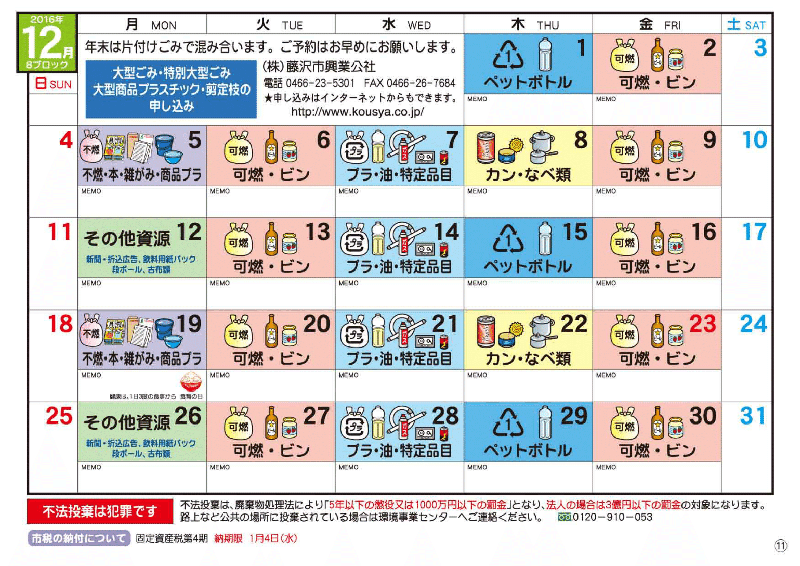 2016年
12月
8ブロック
月 MON
火 TUE
水 WED
木 THU
金 FRI
土 SAT
日 SUN
年末は片付けごみで混み合います。ご予約はお早めにお願いします。
大型ごみ・特別大型ごみ
大型商品プラスチック・剪定枝の
申し込み
(株)藤沢市興業公社
電話 0466-23-5301 FAX 0466-26-7684
★申し込みはインターネットからもできます。
http://www.kousya.co.jp/
1
ペットボトル
MEMO
可燃
2
可燃・ビン
MEMO
3
4
不燃
5
不燃・本・雑がみ・商品プラ
MEMO
可燃
6
可燃・ビン
MEMO
プラ
7
プラ・油・特定品目
MEMO
8
カン・なべ類
MEMO
可燃
9
可燃・ビン
MEMO
10
11
その他資源 12
新聞・折込広告、飲料用紙パック
段ボール、古布類
MEMO
可燃
13
可燃・ビン
MEMO
プラ
14
プラ・油・特定品目
MEMO
1
15
ペットボトル
MEMO
可燃
16
可燃・ビン
MEMO
17
18
不燃
19
不燃・本・雑がみ・商品プラ
MEMO
可燃
20
可燃・ビン
MEMO
プラ
21
プラ・油・特定品目
MEMO
22
カン・なべ類
MEMO
可燃
23
可燃・ビン
MEMO
24
25
その他資源 26
新聞・折込広告、飲料用紙パック
段ボール、古布類
MEMO
可燃
27
可燃・ビン
MEMO
プラ
28
プラ・油・特定品目
MEMO
1
29
ペットボトル
MEMO
可燃
30
可燃・ビン
MEMO
31
不法投棄は犯罪です
不法投棄は、廃棄物処理法により「5年以下の懲役又は1000万円以下の罰金」となり、法人の場合は3億円以下の罰金の対象になります。
路上など公共の場所に投棄されている場合は環境事業センターへご連絡ください。 0120-910-053
市税の納付について 固定資産税第4期 納期限 1月4日(水)
11